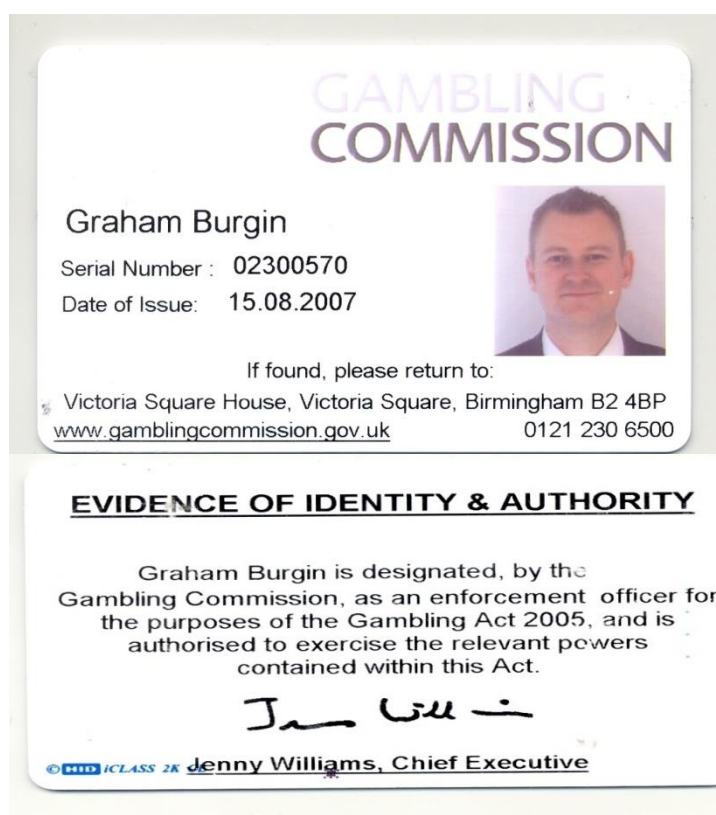 GAMBLING
COMMISSION
Graham Burgin
Serial Number : 02300570
Date of Issue: 15.08.2007
If found, please return to:
Victoria Square House, Victoria Square, Birmingham B2 4BP
www.gamblingcommission.gov.uk 0121 230 6500
EVIDENCE OF IDENTITY & AUTHORITY
Graham Burgin is designated, by the
Gambling Commission, as an enforcement officer for
the purposes of the Gambling Act 2005, and is
authorised to exercise the relevant powers
contained within this Act.
© HID iCLASS 2K Jenny Williams, Chief Executive